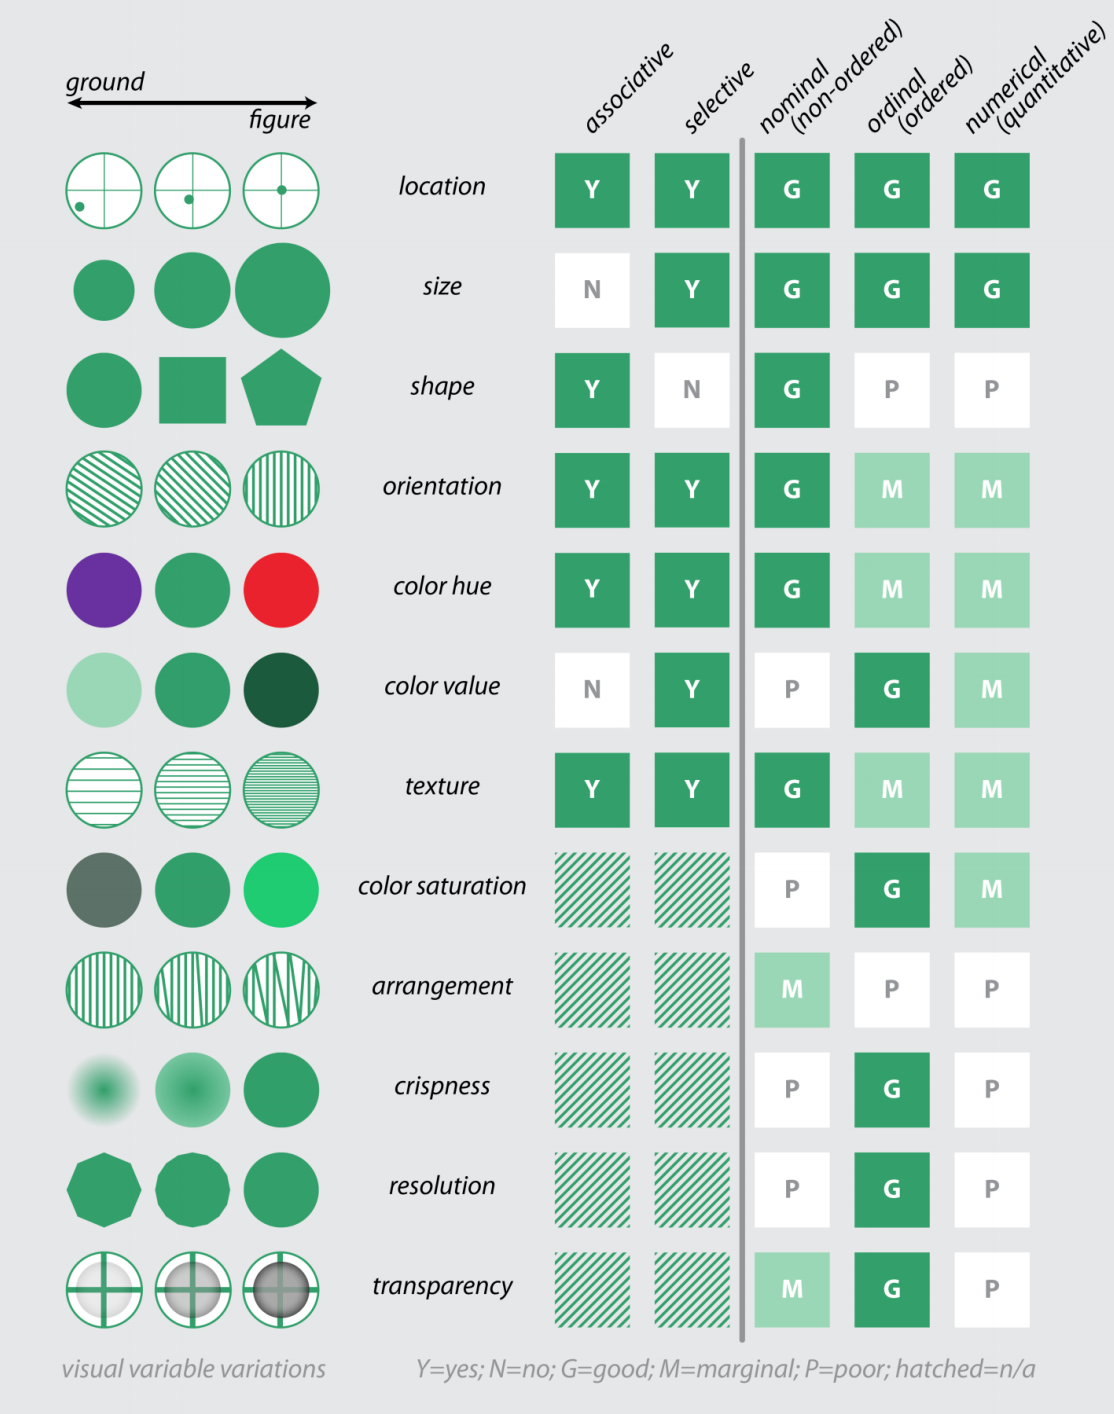 ground
figure
associative
selective
nominal
(non-ordered)
ordinal
(ordered)
numerical
(quantitative)
location Y Y G G G
size N Y G G G
shape Y N G P P
orientation Y Y G M M
color hue Y Y G M M
color value N Y P G M
texture Y Y G M M
color saturation P G M
arrangement M P P
crispness P G P
resolution P G P
transparency M G P
visual variable variations Y=yes; N=no; G=good; M=marginal; P=poor; hatched=n/a